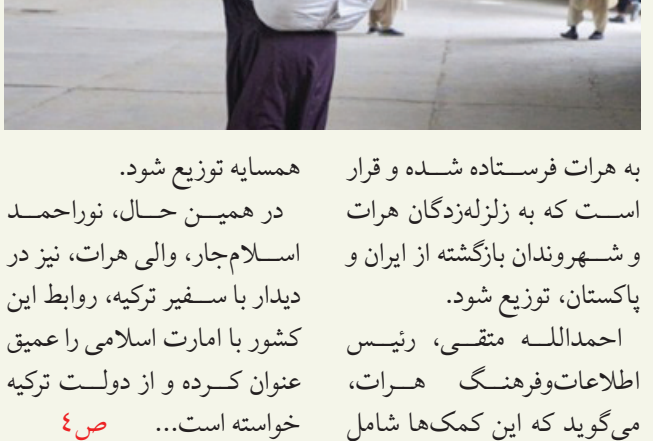 به هرات فرستاده شده و قرار
است که به زلزله‌زدگان هرات
و شهروندان بازگشته از ایران و
پاکستان، توزیع شود.
احمدالله متقی، رئیس
اطلاعات‌وفرهنگ هرات،
می‌گوید که این کمک‌ها شامل
همسایه توزیع شود.
در همین حال، نوراحمد
اسلام‌جار، والی هرات، نیز در
دیدار با سفیر ترکیه، روابط این
کشور با امارت اسلامی را عمیق
عنوان کرده و از دولت ترکیه
خواسته است... ص٤